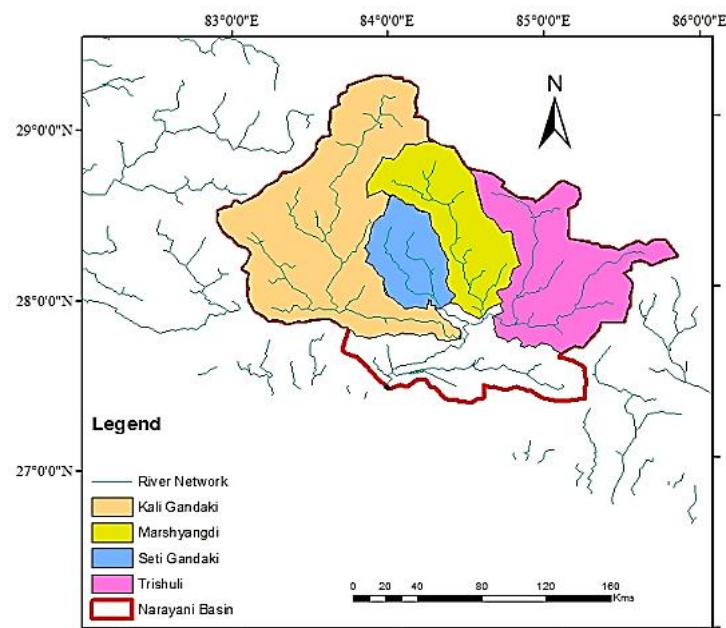 83°0'0"E 84°0'0"E 85°0'0"E 86°0'0"E
N
29°0'0"N
28°0'0"N
27°0'0"N
Legend
River Network
Kali Gandaki
Marshyangdi
Seti Gandaki
Trishuli
Narayani Basin
0 20 40 80 120 160
Kms